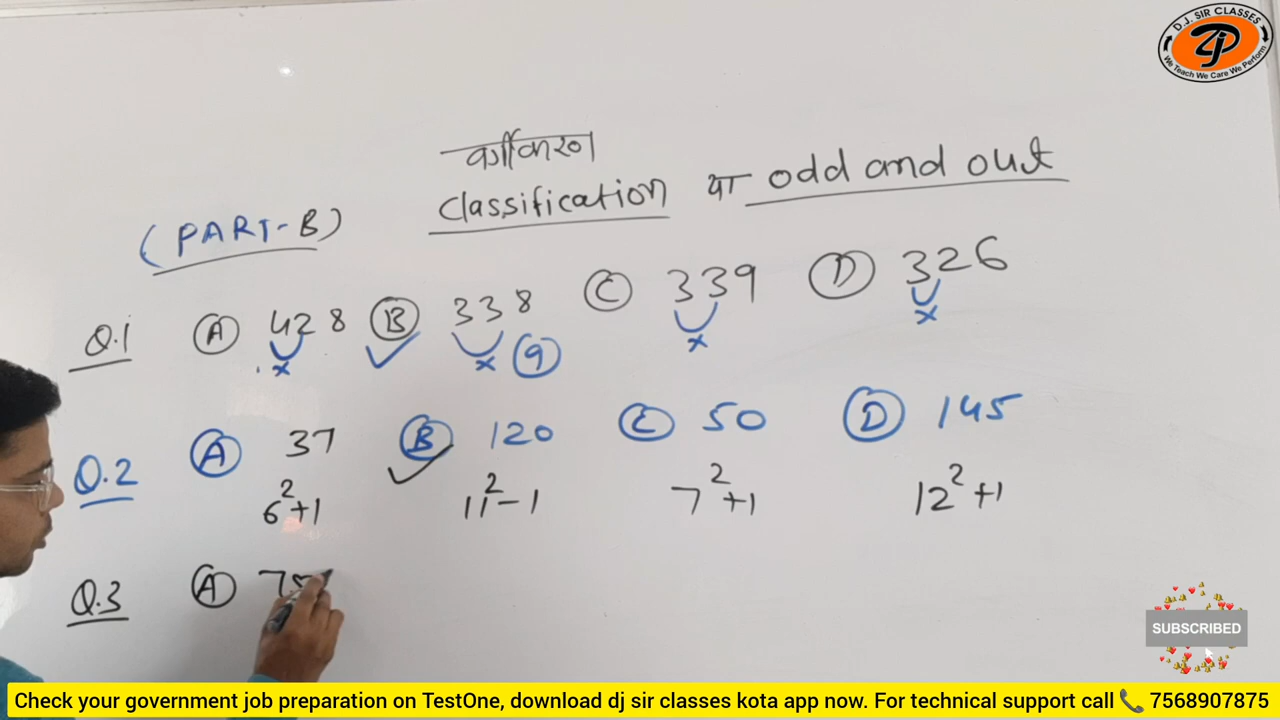 D.J. SIR CLASSES
We Teach We Care We Perform
वर्गीकरण
Classification या odd and out
(PART-B)
Q.1 (A) 428 (B) 338 (C) 339 (D) 326
x x (9) x x
Q.2 (A) 37 (B) 120 (C) 50 (D) 145
6²+1 11²-1 7²+1 12²+1
Q.3 (A)
SUBSCRIBED
Check your government job preparation on TestOne, download dj sir classes kota app now. For technical support call 📞 7568907875